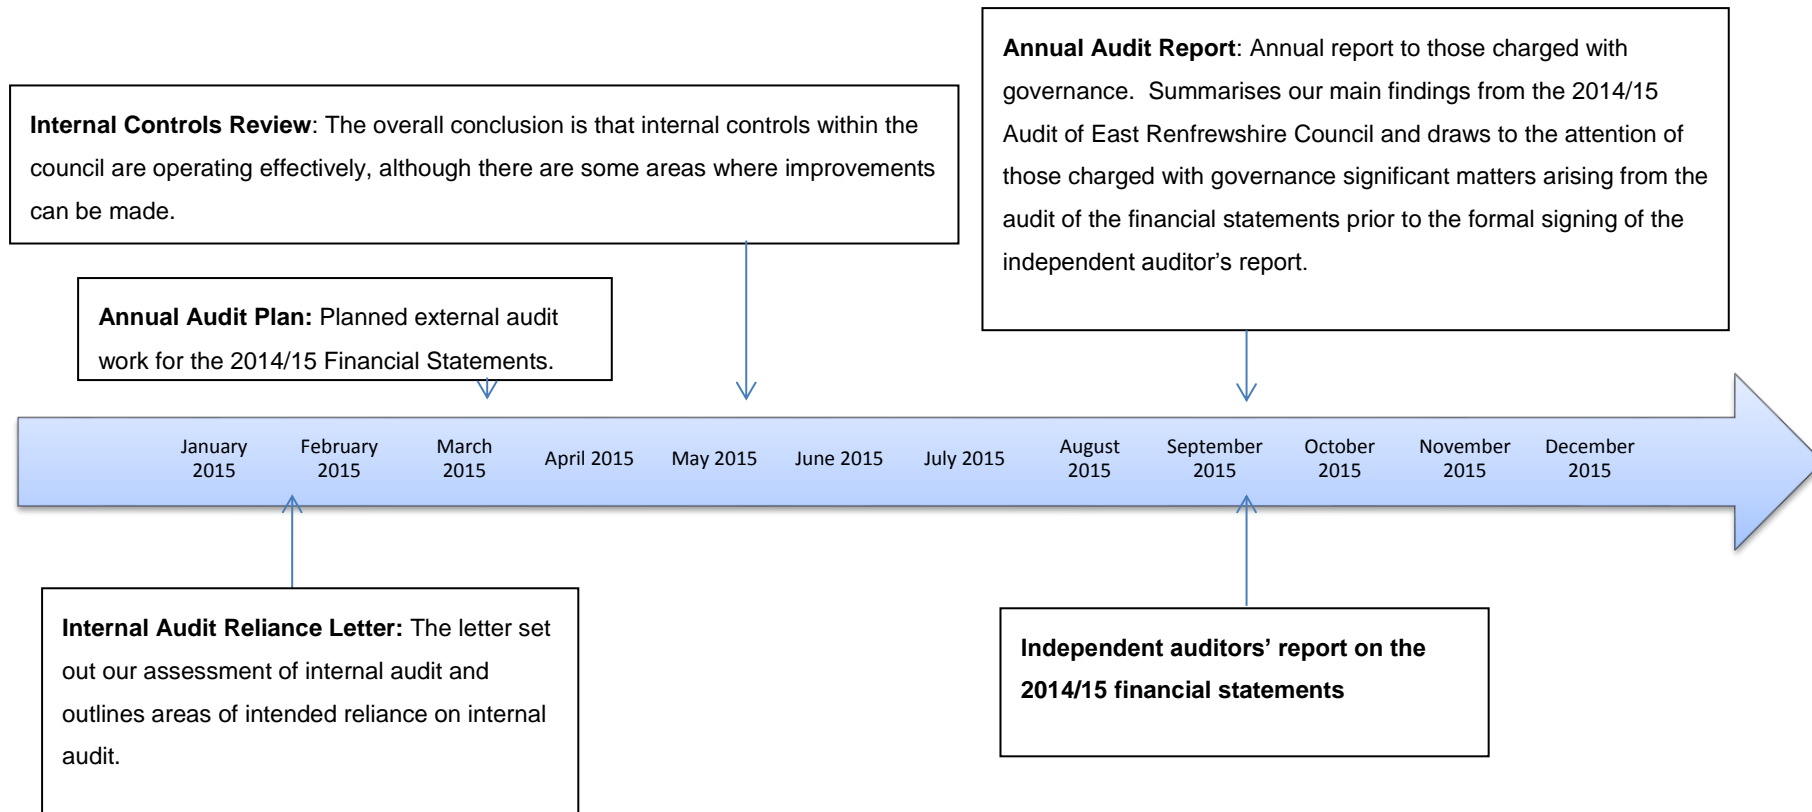 Annual Audit Report: Annual report to those charged with
governance.  Summarises our main findings from the 2014/15
Audit of East Renfrewshire Council and draws to the attention of
those charged with governance significant matters arising from the
audit of the financial statements prior to the formal signing of the
independent auditor’s report.
Internal Controls Review: The overall conclusion is that internal controls within the
council are operating effectively, although there are some areas where improvements
can be made.
Annual Audit Plan: Planned external audit
work for the 2014/15 Financial Statements.
January
2015
February
2015
March
2015
April 2015
May 2015
June 2015
July 2015
August
2015
September
2015
October
2015
November
2015
December
2015
Internal Audit Reliance Letter: The letter set
out our assessment of internal audit and
outlines areas of intended reliance on internal
audit.
Independent auditors’ report on the
2014/15 financial statements